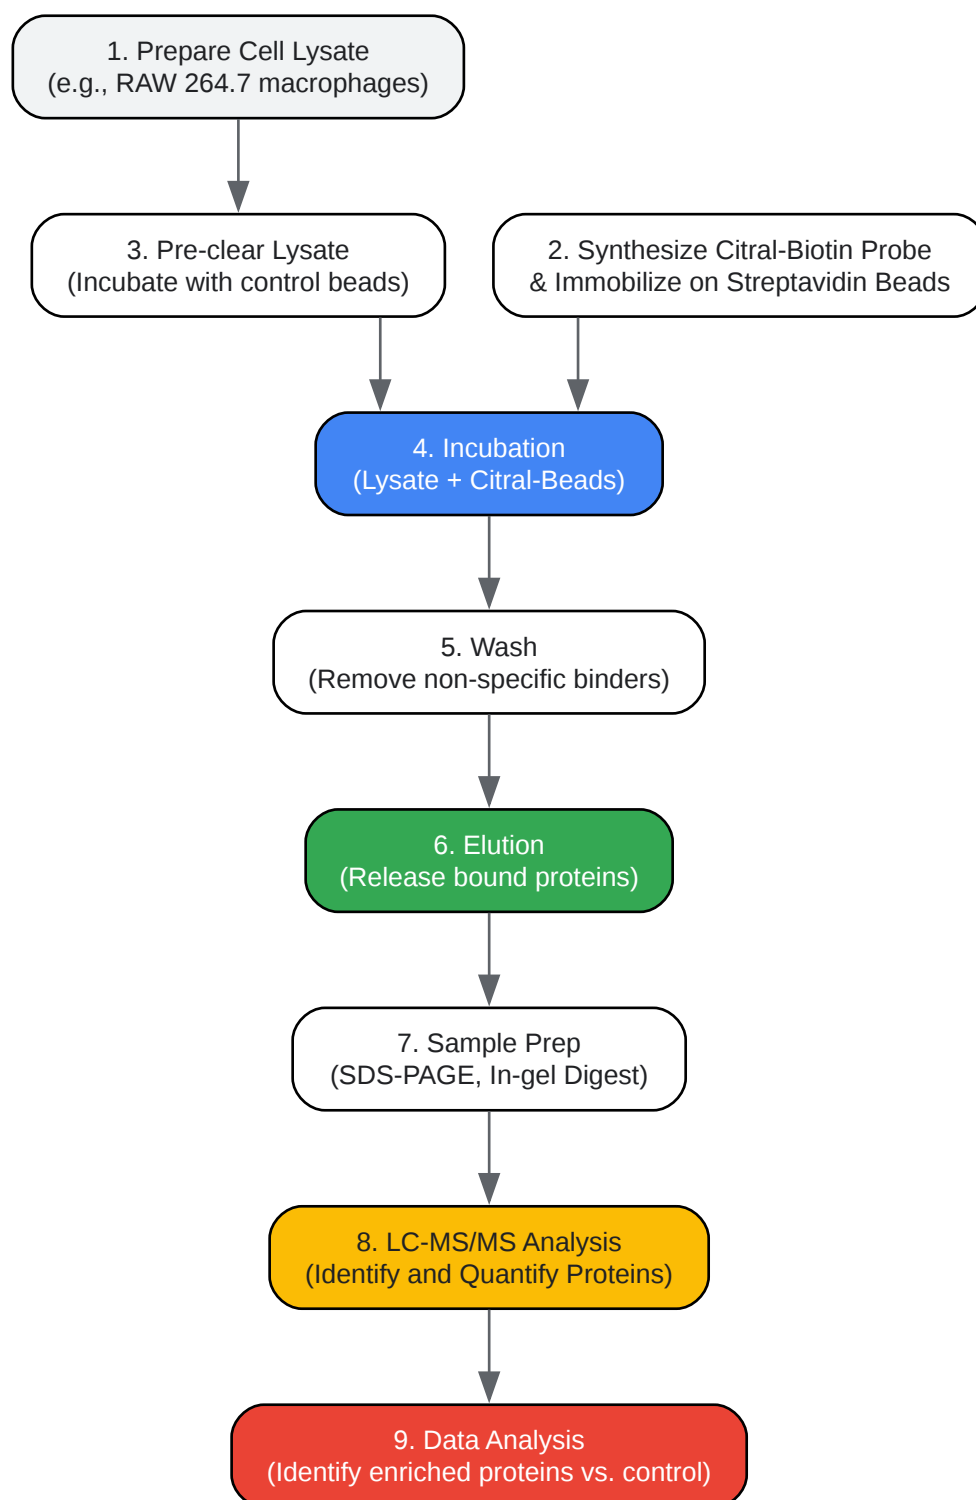 1. Prepare Cell Lysate
(e.g., RAW 264.7 macrophages)
3. Pre-clear Lysate
(Incubate with control beads)
2. Synthesize Citral-Biotin Probe
& Immobilize on Streptavidin Beads
4. Incubation
(Lysate + Citral-Beads)
5. Wash
(Remove non-specific binders)
6. Elution
(Release bound proteins)
7. Sample Prep
(SDS-PAGE, In-gel Digest)
8. LC-MS/MS Analysis
(Identify and Quantify Proteins)
9. Data Analysis
(Identify enriched proteins vs. control)